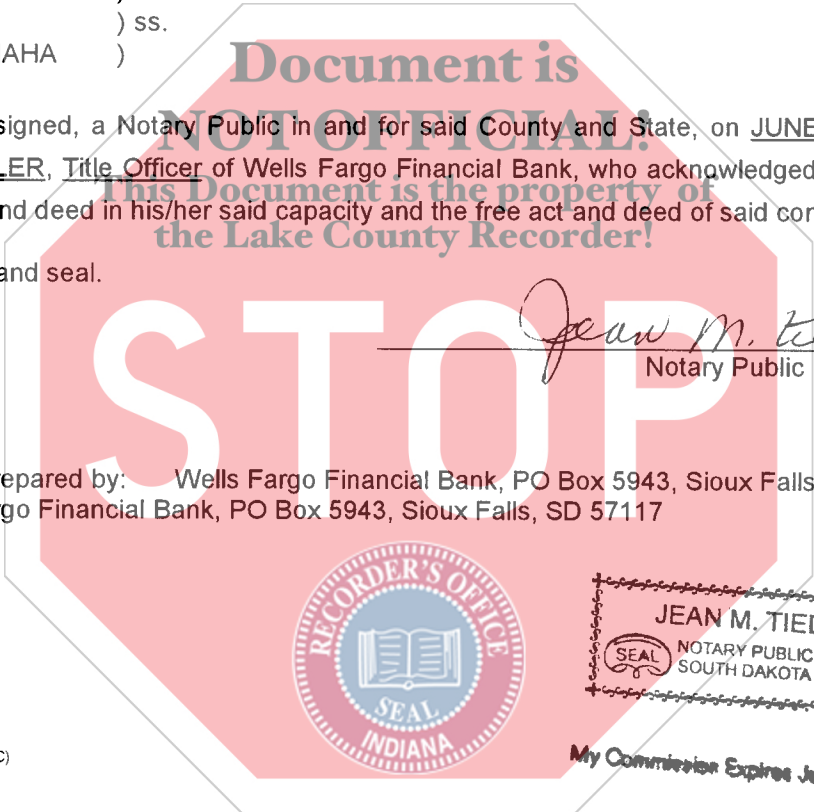 ) ss.
AHA )
Document is
NOT OFFICIAL!
signed, a Notary Public in and for said County and State, on JUNE
LER, Title Officer of Wells Fargo Financial Bank, who acknowledged
This Document is the property of
nd deed in his/her said capacity and the free act and deed of said cor
the Lake County Recorder!
and seal.
STOP
Jean M.
Notary Public
epared by: Wells Fargo Financial Bank, PO Box 5943, Sioux Falls
go Financial Bank, PO Box 5943, Sioux Falls, SD 57117
RECORDER'S OFFICE
SEAL
INDIANA
JEAN M. TIED
SEAL
NOTARY PUBLIC
SOUTH DAKOTA
C)
My Commission Expires J